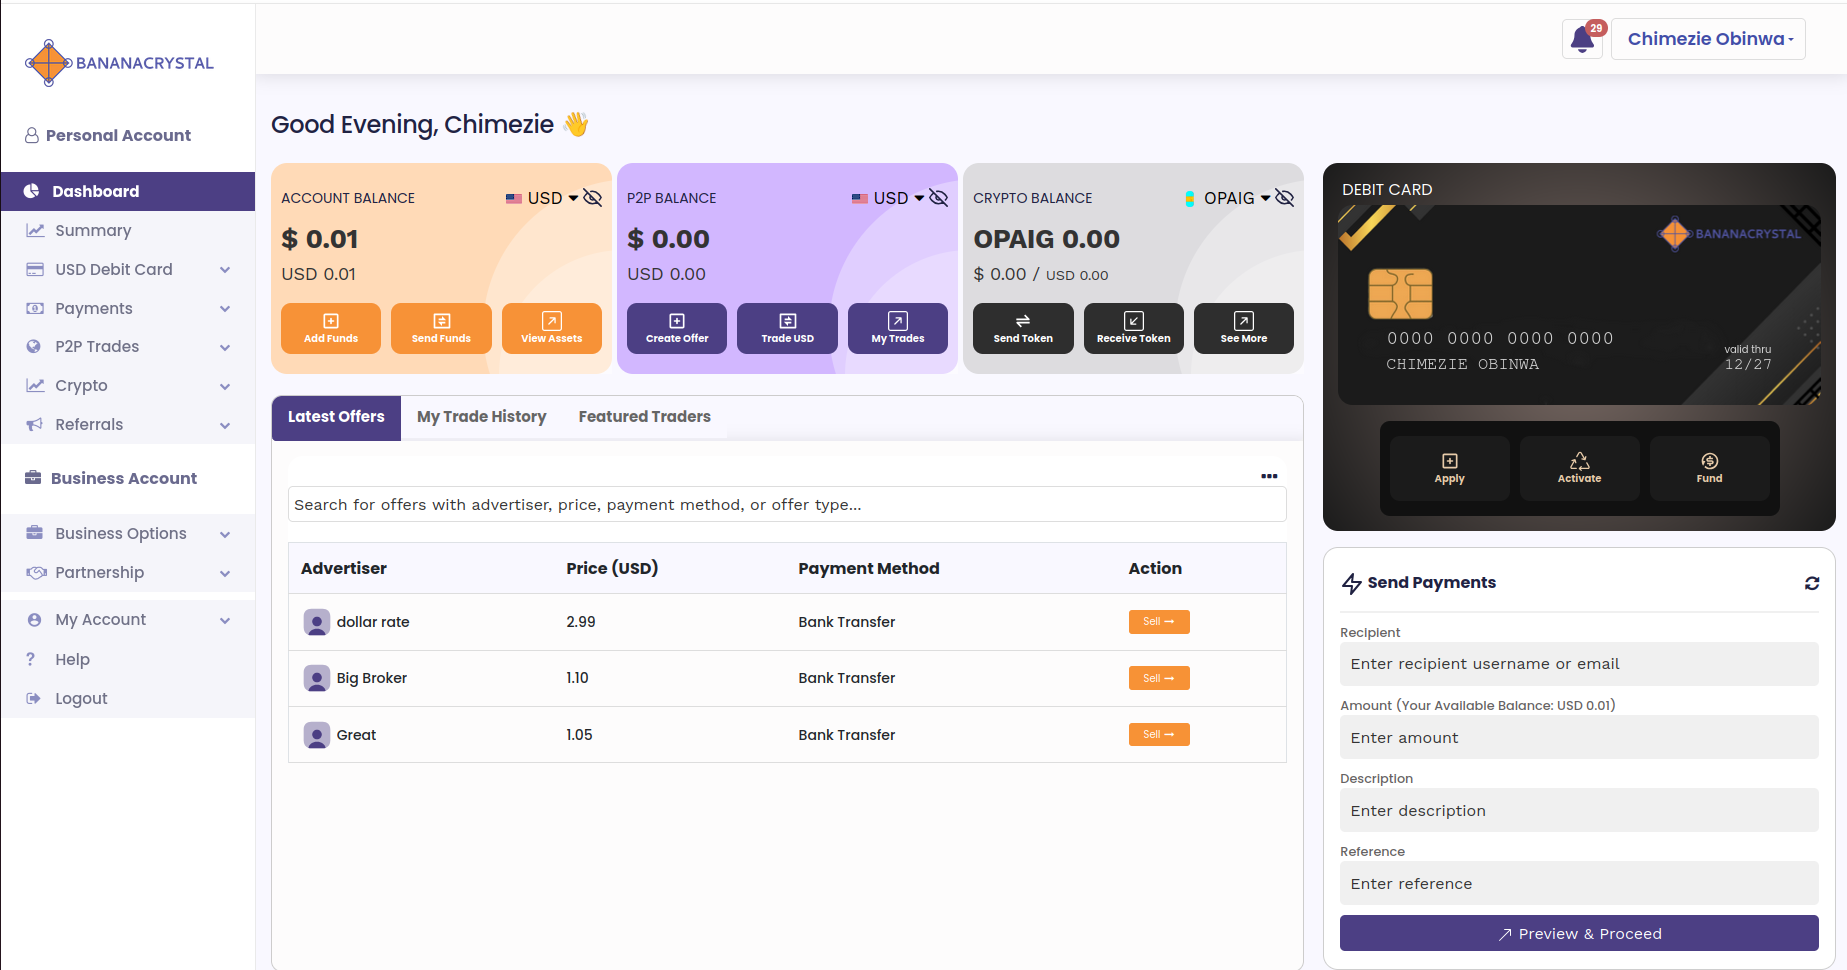 BANANACRYSTAL
29
Chimezie Obinwa
Personal Account
Dashboard
Summary
USD Debit Card
Payments
P2P Trades
Crypto
Referrals
Business Account
Business Options
Partnership
My Account
Help
Logout
Good Evening, Chimezie 👋
ACCOUNT BALANCE USD
$ 0.01
USD 0.01
Add Funds Send Funds View Assets
P2P BALANCE USD
$ 0.00
USD 0.00
Create Offer Trade USD My Trades
CRYPTO BALANCE OPAIG
OPAIG 0.00
$ 0.00 / USD 0.00
Send Token Receive Token See More
Latest Offers My Trade History Featured Traders
Search for offers with advertiser, price, payment method, or offer type...
Advertiser Price (USD) Payment Method Action
dollar rate 2.99 Bank Transfer Sell →
Big Broker 1.10 Bank Transfer Sell →
Great 1.05 Bank Transfer Sell →
DEBIT CARD
BANANACRYSTAL
0000 0000 0000 0000
CHIMEZIE OBINWA
valid thru
12/27
Apply Activate Fund
Send Payments
Recipient
Enter recipient username or email
Amount (Your Available Balance: USD 0.01)
Enter amount
Description
Enter description
Reference
Enter reference
Preview & Proceed